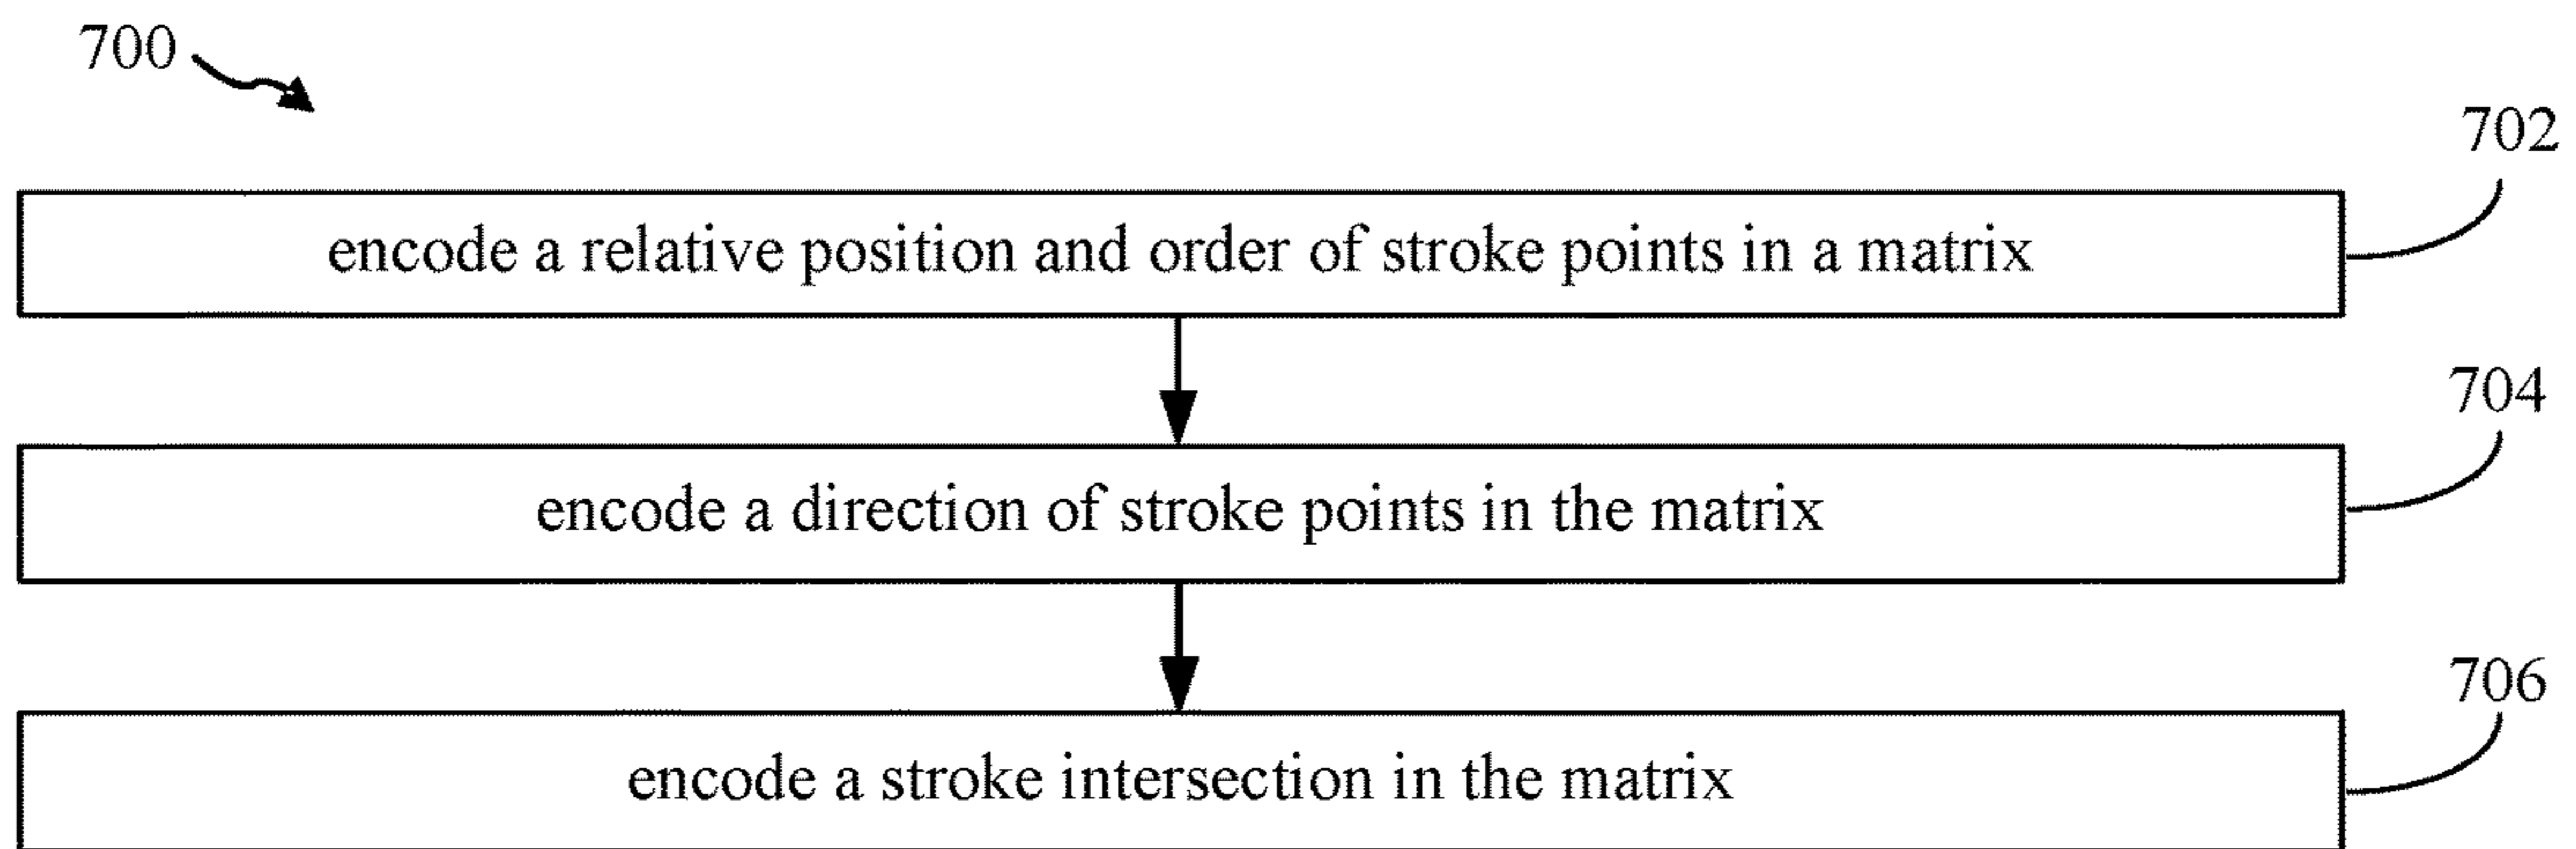 700
702
encode a relative position and order of stroke points in a matrix
704
encode a direction of stroke points in the matrix
706
encode a stroke intersection in the matrix